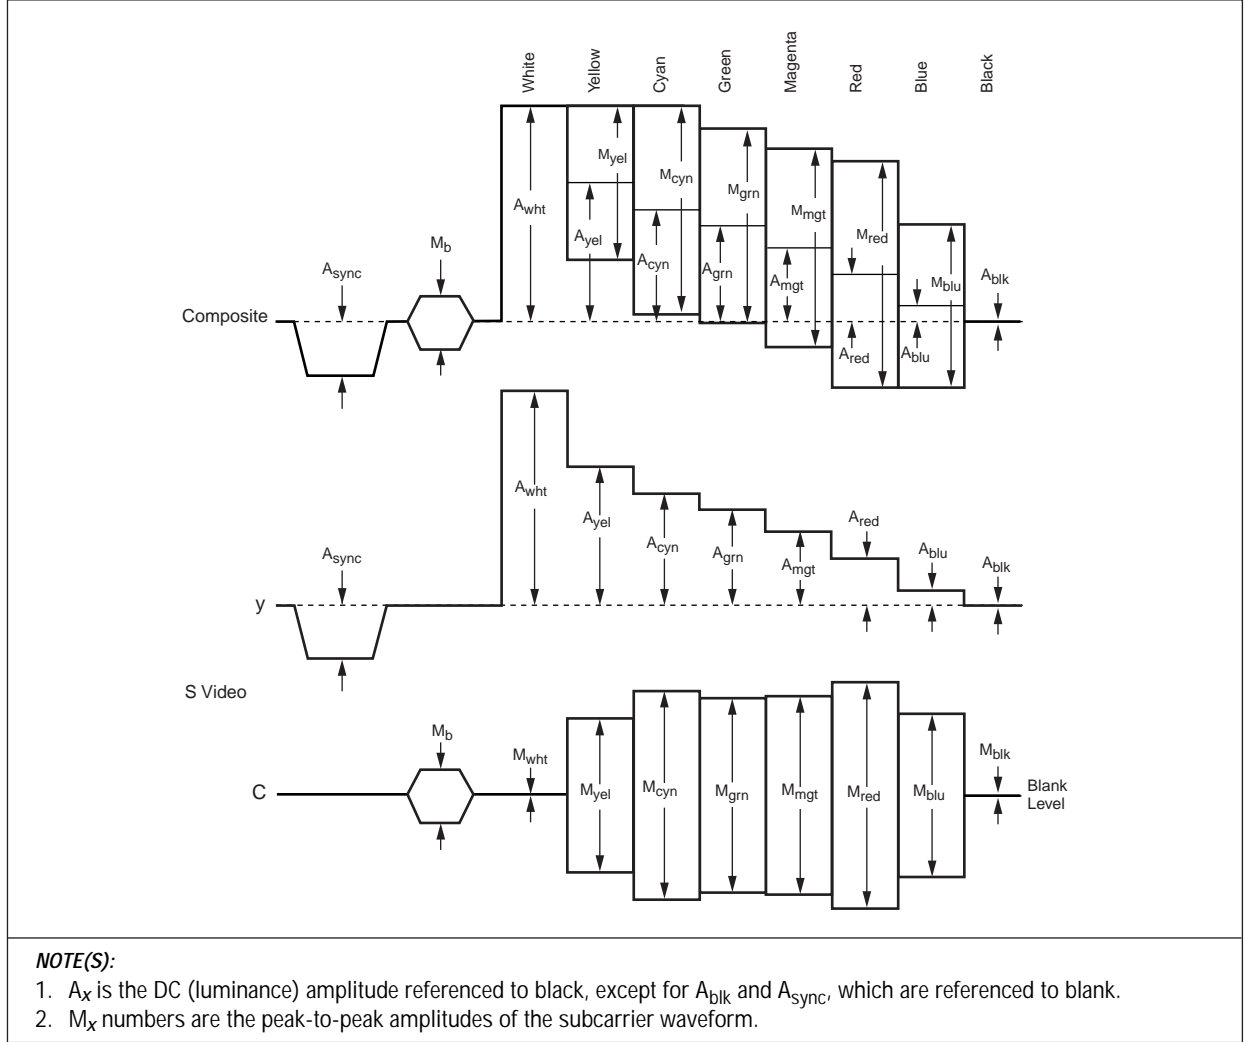 White Yellow Cyan Green Magenta Red Blue Black
Composite
Async
Mb
Awht
Myel
Ayel
Mcyn
Acyn
Mgrn
Agrn
Mmgt
Amgt
Mred
Ared
Mblu
Ablu
Ablk
y
Async
Awht
Ayel
Acyn
Agrn
Amgt
Ared
Ablu
Ablk
S Video
C
Mb
Mwht
Myel
Mcyn
Mgrn
Mmgt
Mred
Mblu
Mblk
Blank
Level
NOTE(S):
1. Ax is the DC (luminance) amplitude referenced to black, except for Ablk and Async, which are referenced to blank.
2. Mx numbers are the peak-to-peak amplitudes of the subcarrier waveform.